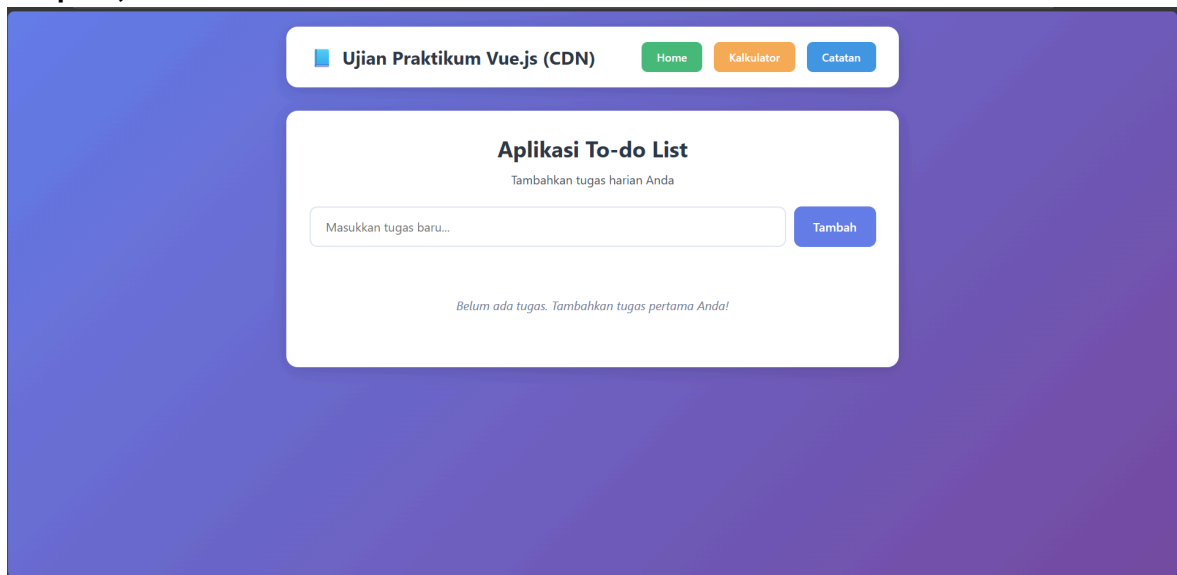 Ujian Praktikum Vue.js (CDN)
Home
Kalkulator
Catatan
Aplikasi To-do List
Tambahkan tugas harian Anda
Masukkan tugas baru...
Tambah
Belum ada tugas. Tambahkan tugas pertama Anda!